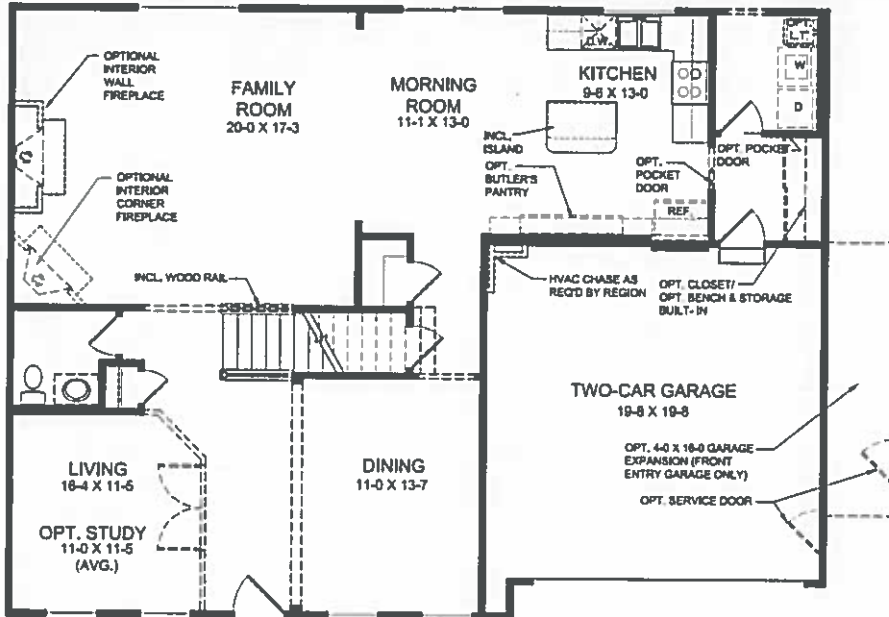 OPTIONAL
INTERIOR
WALL
FIREPLACE
FAMILY
ROOM
20-0 X 17-3
MORNING
ROOM
11-1 X 13-0
KITCHEN
9-8 X 13-0
D.W.
OPT.
L.T.
W
D
INCL.
ISLAND
OPT.
BUTLER'S
PANTRY
OPT.
POCKET
DOOR
OPT. POCKET
DOOR
REF.
OPTIONAL
INTERIOR
CORNER
FIREPLACE
INCL. WOOD RAIL
HVAC CHASE AS
REQ'D BY REGION
OPT. CLOSET/
OPT. BENCH & STORAGE
BUILT- IN
TWO-CAR GARAGE
19-8 X 19-8
OPT. 4-0 X 16-0 GARAGE
EXPANSION (FRONT
ENTRY GARAGE ONLY)
OPT. SERVICE DOOR
LIVING
16-4 X 11-5
OPT. STUDY
11-0 X 11-5
(AVG.)
DINING
11-0 X 13-7